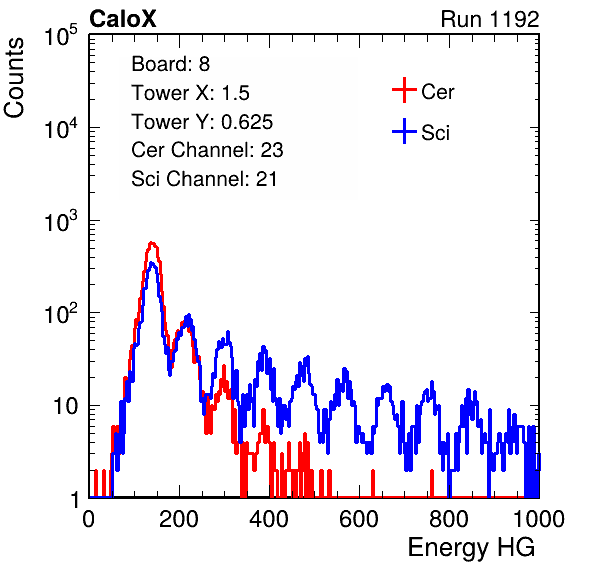 CaloX Run 1192
Counts
Board: 8
Tower X: 1.5
Tower Y: 0.625
Cer Channel: 23
Sci Channel: 21
Cer
Sci
10^5
10^4
10^3
10^2
10
1
0 200 400 600 800 1000
Energy HG